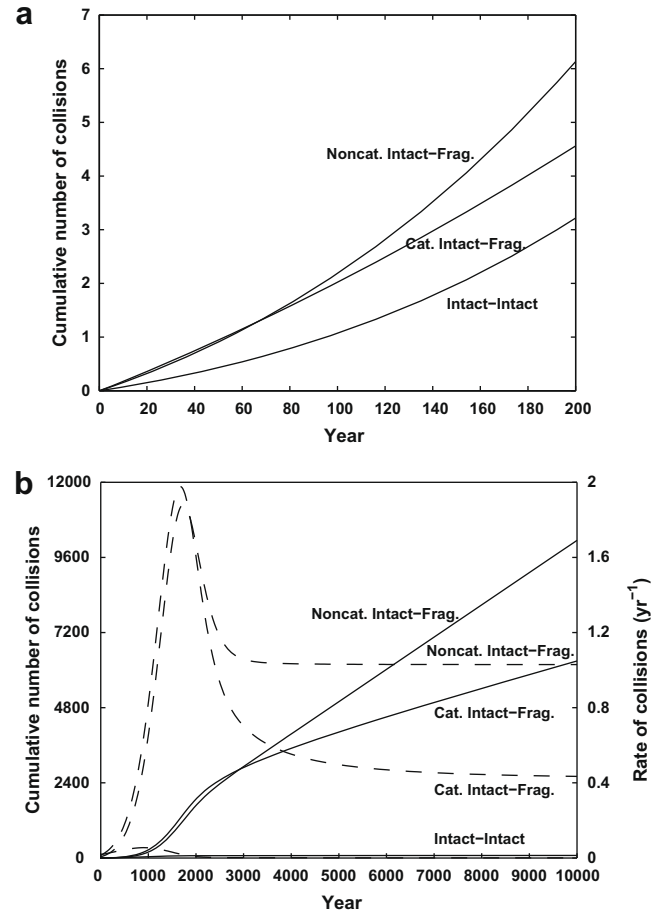 a
7
6
5
4
3
2
1
0
Cumulative number of collisions
Noncat. Intact−Frag.
Cat. Intact−Frag.
Intact−Intact
0 20 40 60 80 100 120 140 160 180 200
Year
b
12000
9600
7200
4800
2400
0
Cumulative number of collisions
2
1.6
1.2
0.8
0.4
0
Rate of collisions (yr−1)
Noncat. Intact−Frag.
Noncat. Intact−Frag.
Cat. Intact−Frag.
Cat. Intact−Frag.
Intact−Intact
0 1000 2000 3000 4000 5000 6000 7000 8000 9000 10000
Year